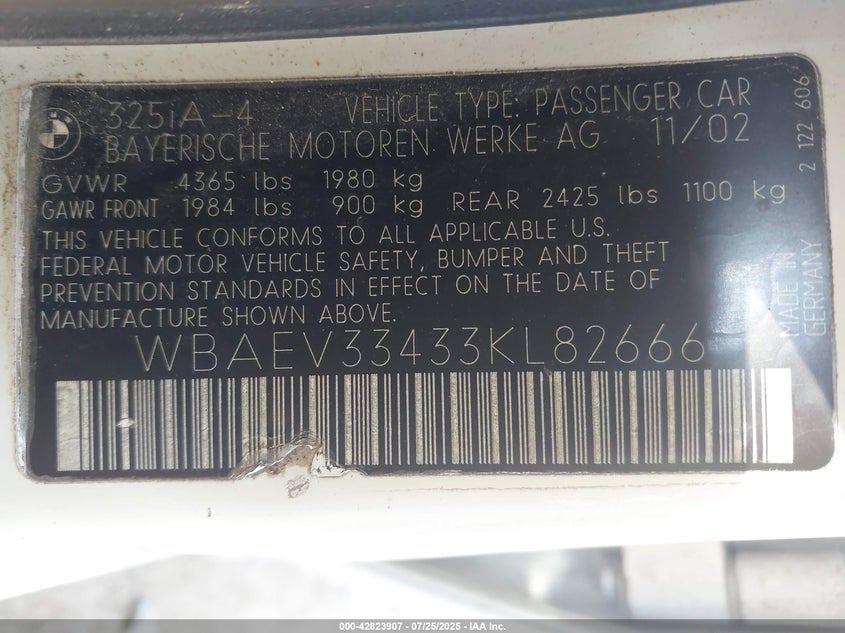 325iA-4 VEHICLE TYPE: PASSENGER CAR
BAYERISCHE MOTOREN WERKE AG 11/02
GVWR 4365 lbs 1980 kg
GAWR FRONT 1984 lbs 900 kg REAR 2425 lbs 1100 kg
THIS VEHICLE CONFORMS TO ALL APPLICABLE U.S.
FEDERAL MOTOR VEHICLE SAFETY, BUMPER AND THEFT
PREVENTION STANDARDS IN EFFECT ON THE DATE OF
MANUFACTURE SHOWN ABOVE.
WBAEV33433KL82666
2 122 606
MADE IN
GERMANY
000-42823907 - 07/25/2025 - IAA Inc.